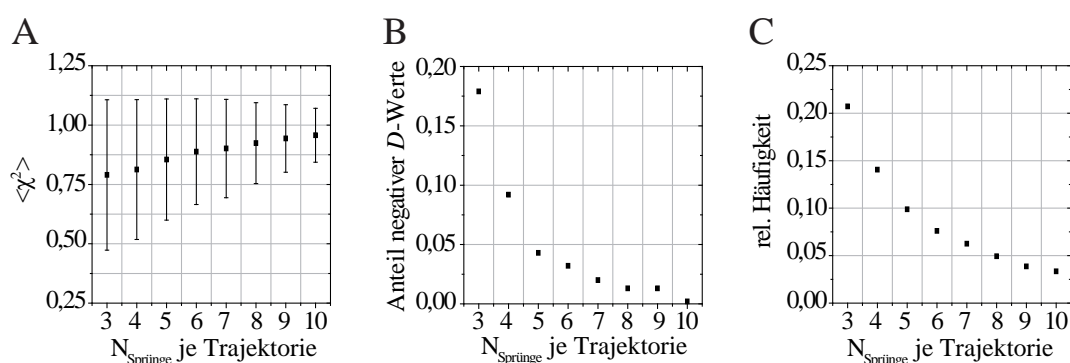 A
1,25
1,00
0,75
0,50
0,25
<χ²>
3 4 5 6 7 8 9 10
N_Sprünge je Trajektorie
B
0,20
0,15
0,10
0,05
0,00
Anteil negativer D-Werte
3 4 5 6 7 8 9 10
N_Sprünge je Trajektorie
C
0,25
0,20
0,15
0,10
0,05
0,00
rel. Häufigkeit
3 4 5 6 7 8 9 10
N_Sprünge je Trajektorie